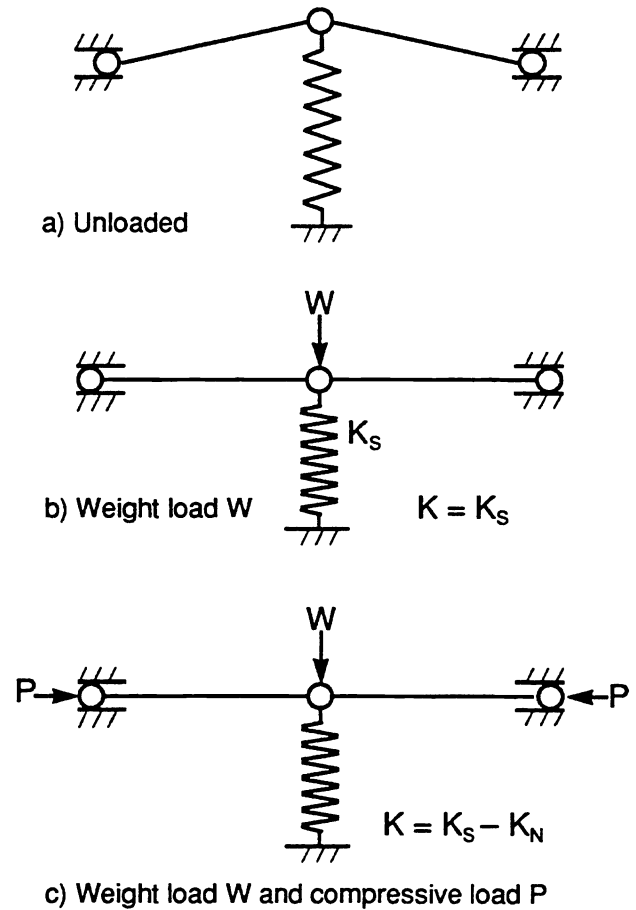 a) Unloaded
W
K_S
b) Weight load W
K = K_S
W
P
P
K = K_S – K_N
c) Weight load W and compressive load P